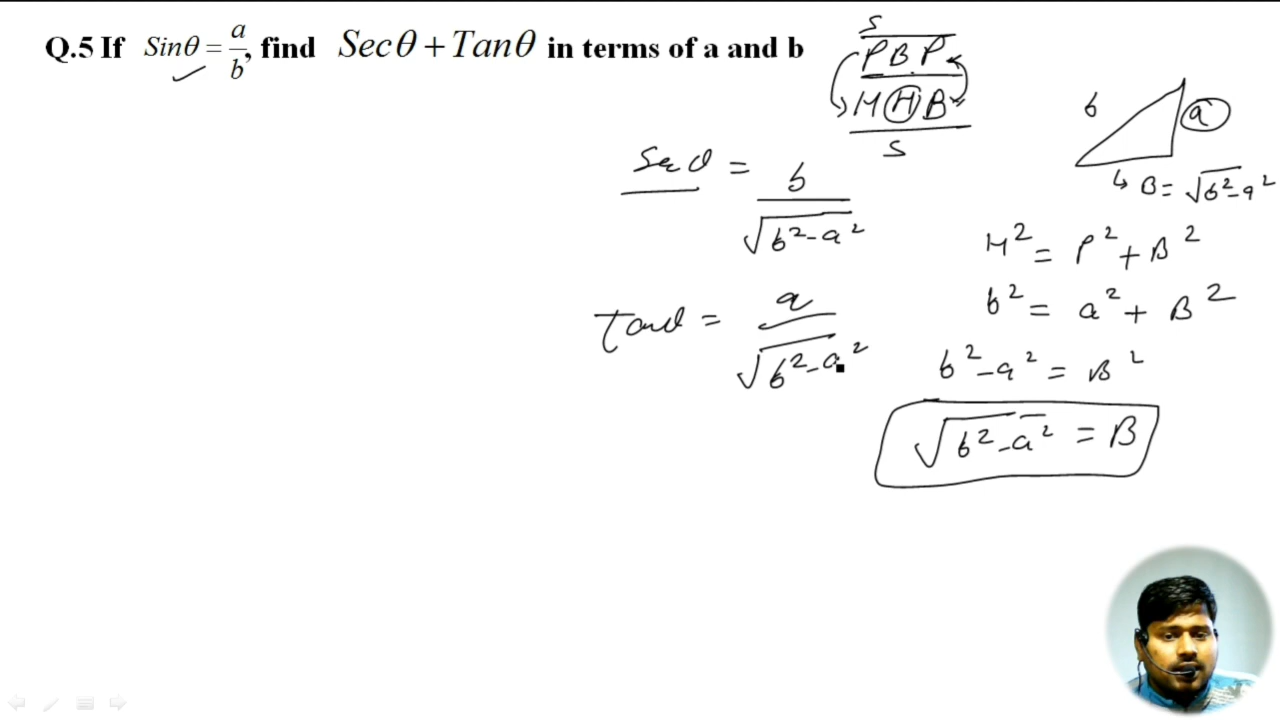 Q.5 If Sinθ = a/b, find Secθ + Tanθ in terms of a and b
S
P B P
H H B
S
b
a
↳ B = √b²-a²
Secθ = b/√b²-a²
H² = P² + B²
b² = a² + B²
Tanθ = a/√b²-a²
b²-a² = B²
√b²-a² = B